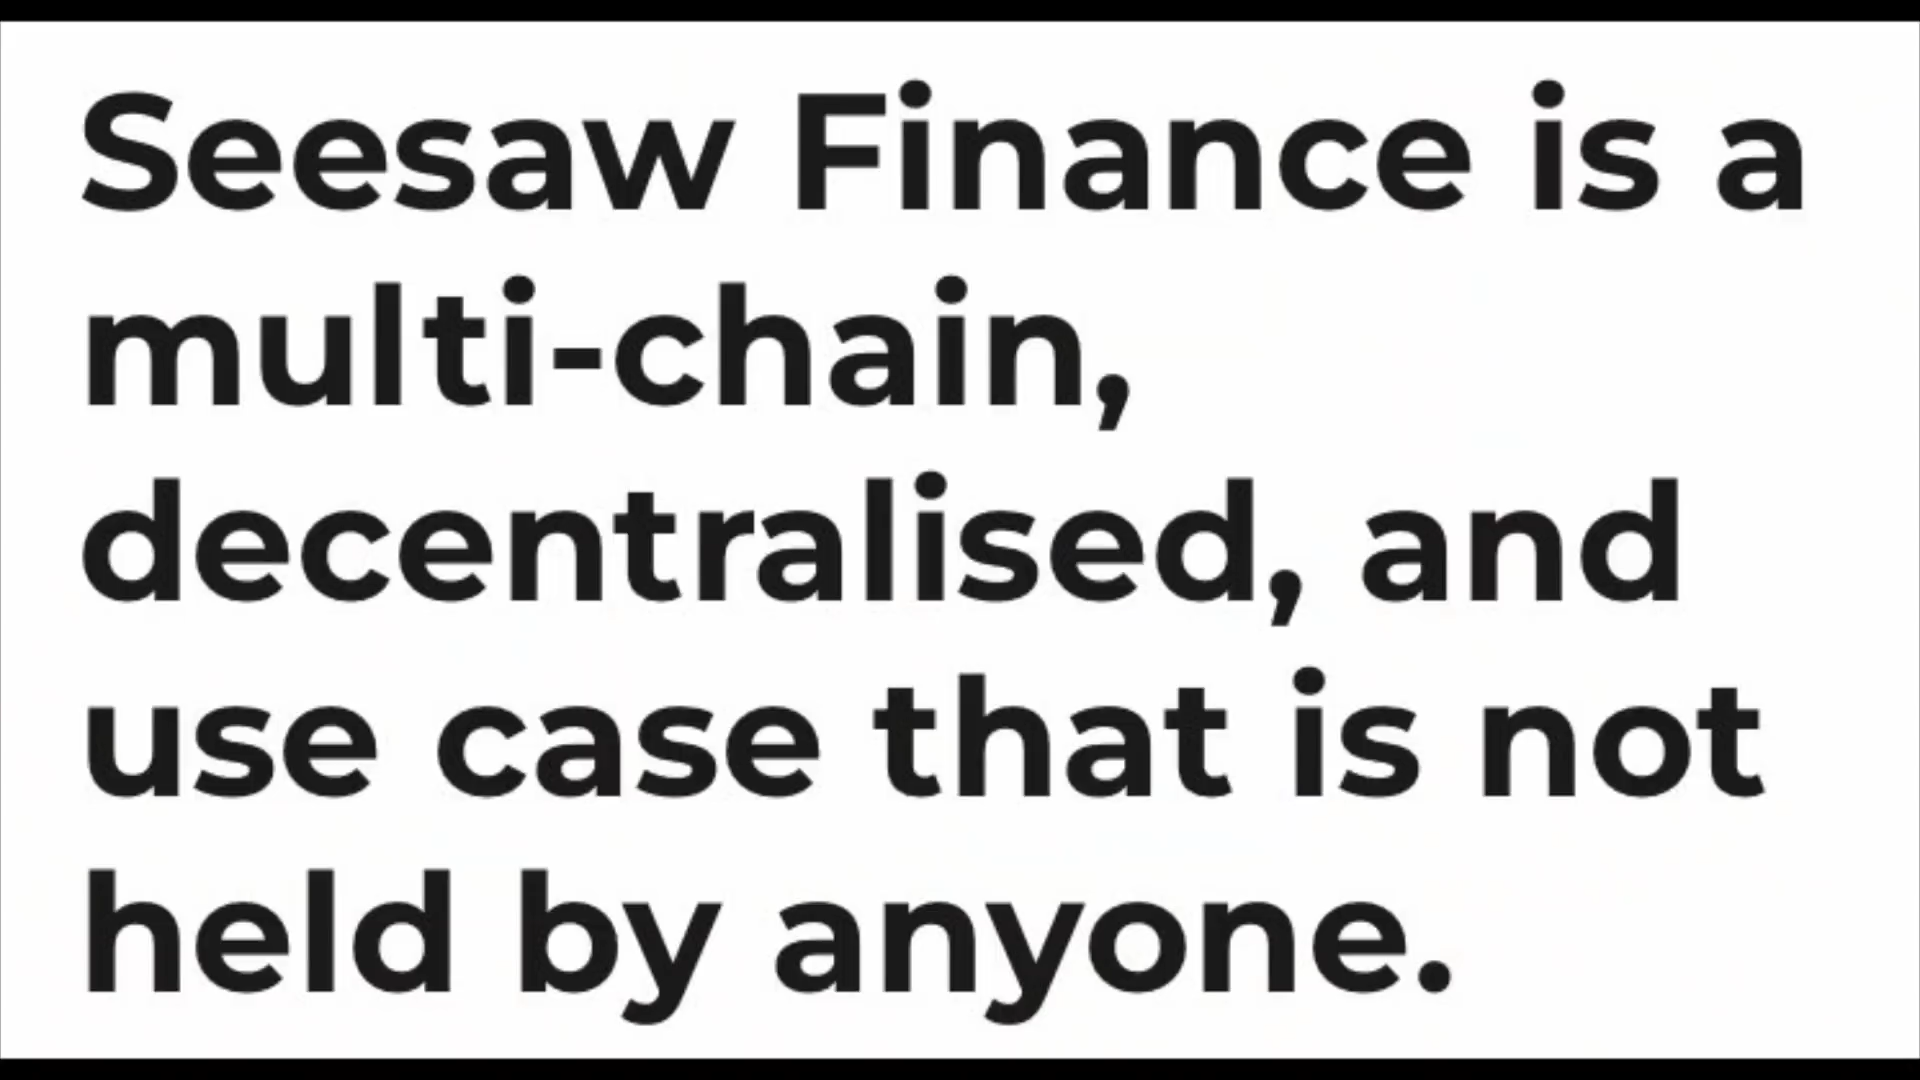 Seesaw Finance is a
multi-chain,
decentralised, and
use case that is not
held by anyone.